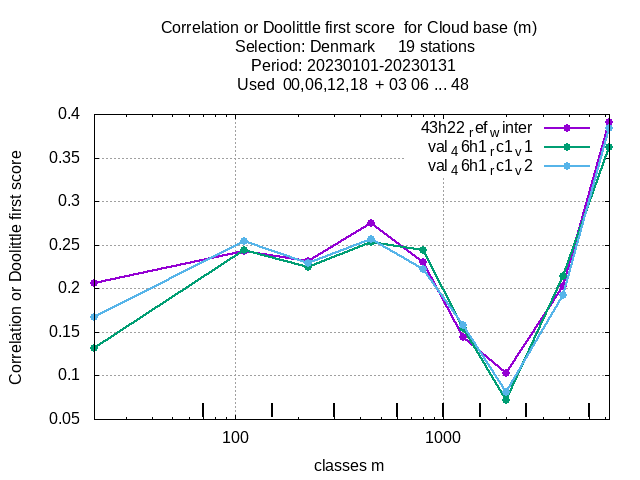 Correlation or Doolittle first score  for Cloud base (m)
Selection: Denmark     19 stations
Period: 20230101-20230131
Used  00,06,12,18  + 03 06 ... 48
0.4
0.35
0.3
0.25
0.2
0.15
0.1
0.05
Correlation or Doolittle first score
43h22_ref_winter
val_46h1_rc1_v1
val_46h1_rc1_v2
100
1000
classes m